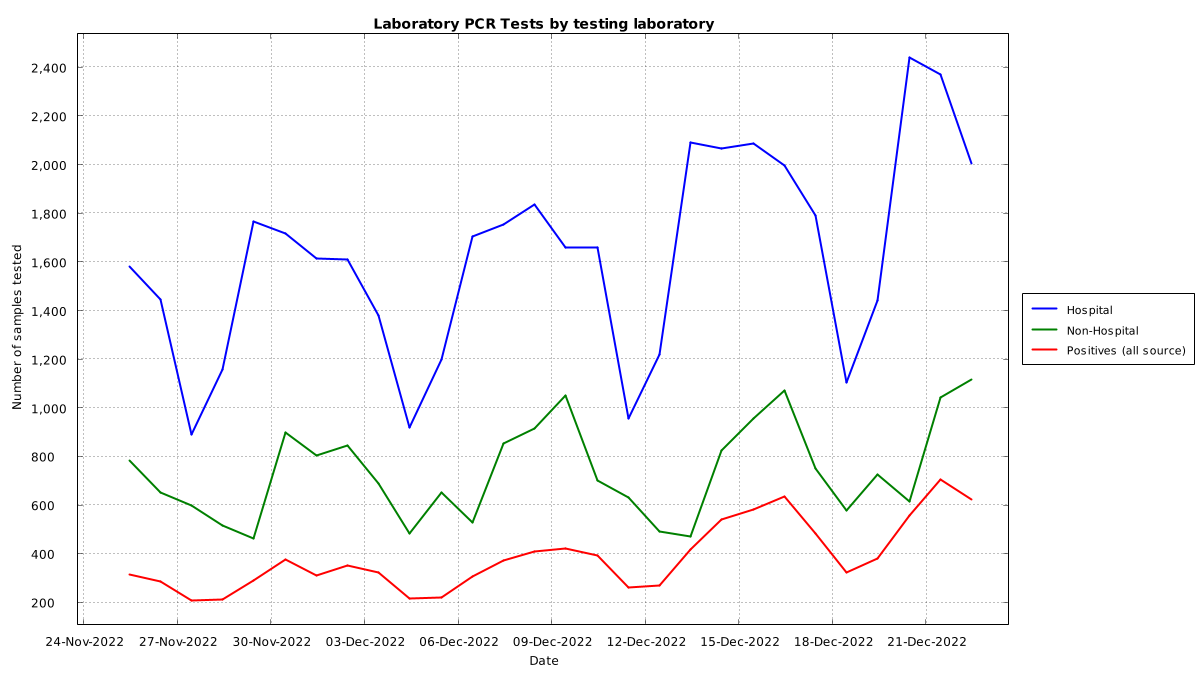 Laboratory PCR Tests by testing laboratory
2,400
2,200
2,000
1,800
1,600
1,400
1,200
1,000
800
600
400
200
Number of samples tested
24-Nov-2022 27-Nov-2022 30-Nov-2022 03-Dec-2022 06-Dec-2022 09-Dec-2022 12-Dec-2022 15-Dec-2022 18-Dec-2022 21-Dec-2022
Date
Hospital
Non-Hospital
Positives (all source)